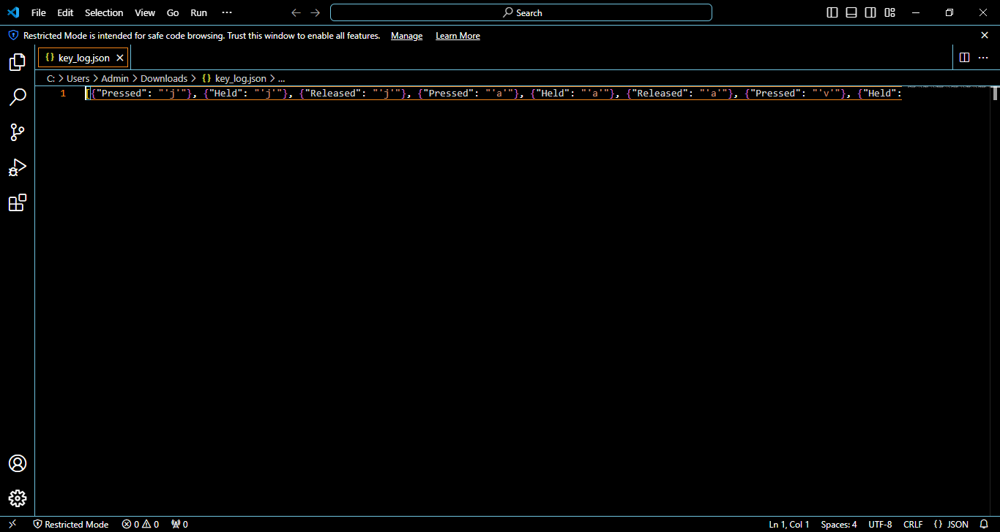 File Edit Selection View Go Run ··· Search
Restricted Mode is intended for safe code browsing. Trust this window to enable all features. Manage Learn More
{} key_log.json
C: > Users > Admin > Downloads > {} key_log.json > ...
1 [{"Pressed": "'j'"}, {"Held": "'j'"}, {"Released": "'j'"}, {"Pressed": "'a'"}, {"Held": "'a'"}, {"Released": "'a'"}, {"Pressed": "'v'"}, {"Held":
Restricted Mode 0 0 0 Ln 1, Col 1 Spaces: 4 UTF-8 CRLF {} JSON